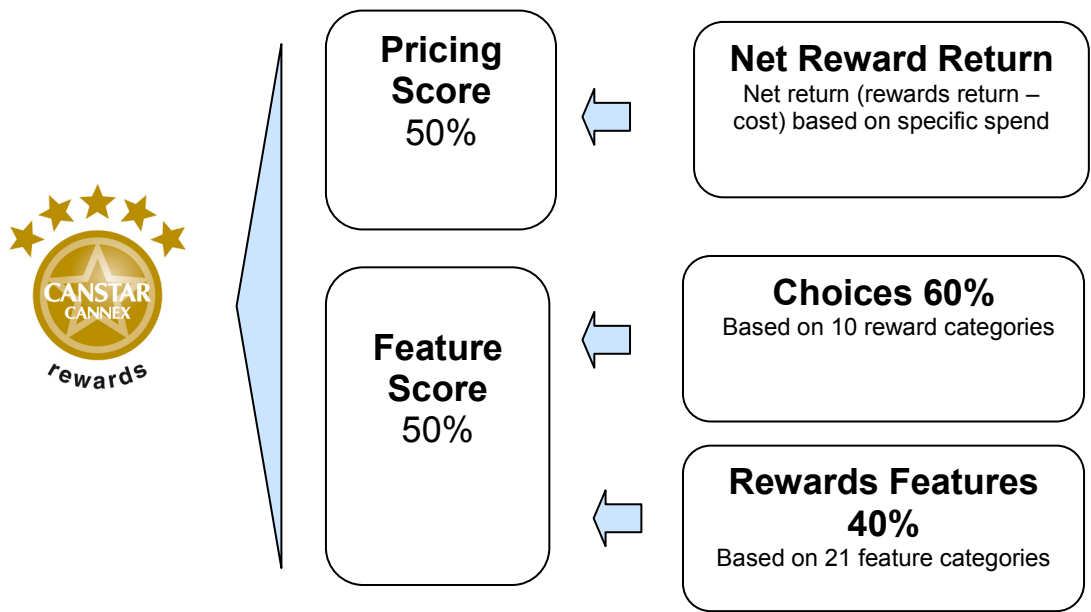 Pricing
Score
50%
Net Reward Return
Net return (rewards return –
cost) based on specific spend
CANSTAR
CANNEX
rewards
Feature
Score
50%
Choices 60%
Based on 10 reward categories
Rewards Features
40%
Based on 21 feature categories